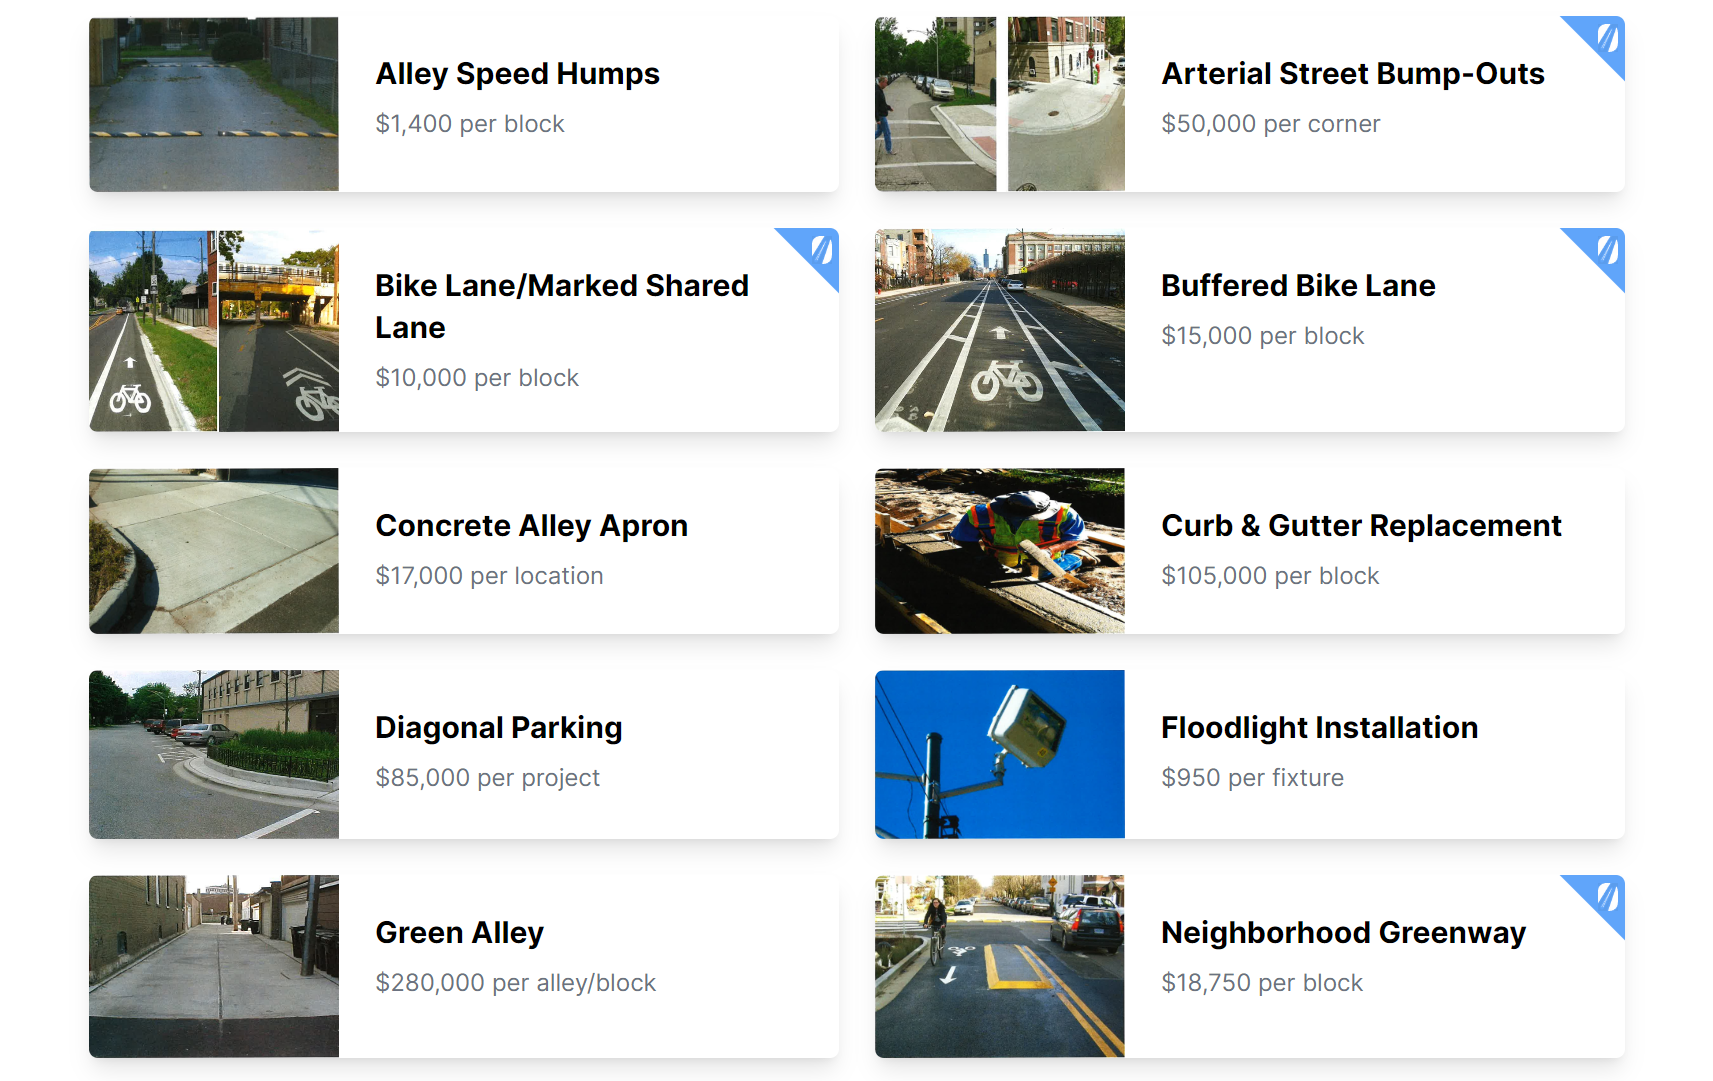 Alley Speed Humps
$1,400 per block
Arterial Street Bump-Outs
$50,000 per corner
Bike Lane/Marked Shared
Lane
$10,000 per block
Buffered Bike Lane
$15,000 per block
Concrete Alley Apron
$17,000 per location
Curb & Gutter Replacement
$105,000 per block
Diagonal Parking
$85,000 per project
Floodlight Installation
$950 per fixture
Green Alley
$280,000 per alley/block
Neighborhood Greenway
$18,750 per block